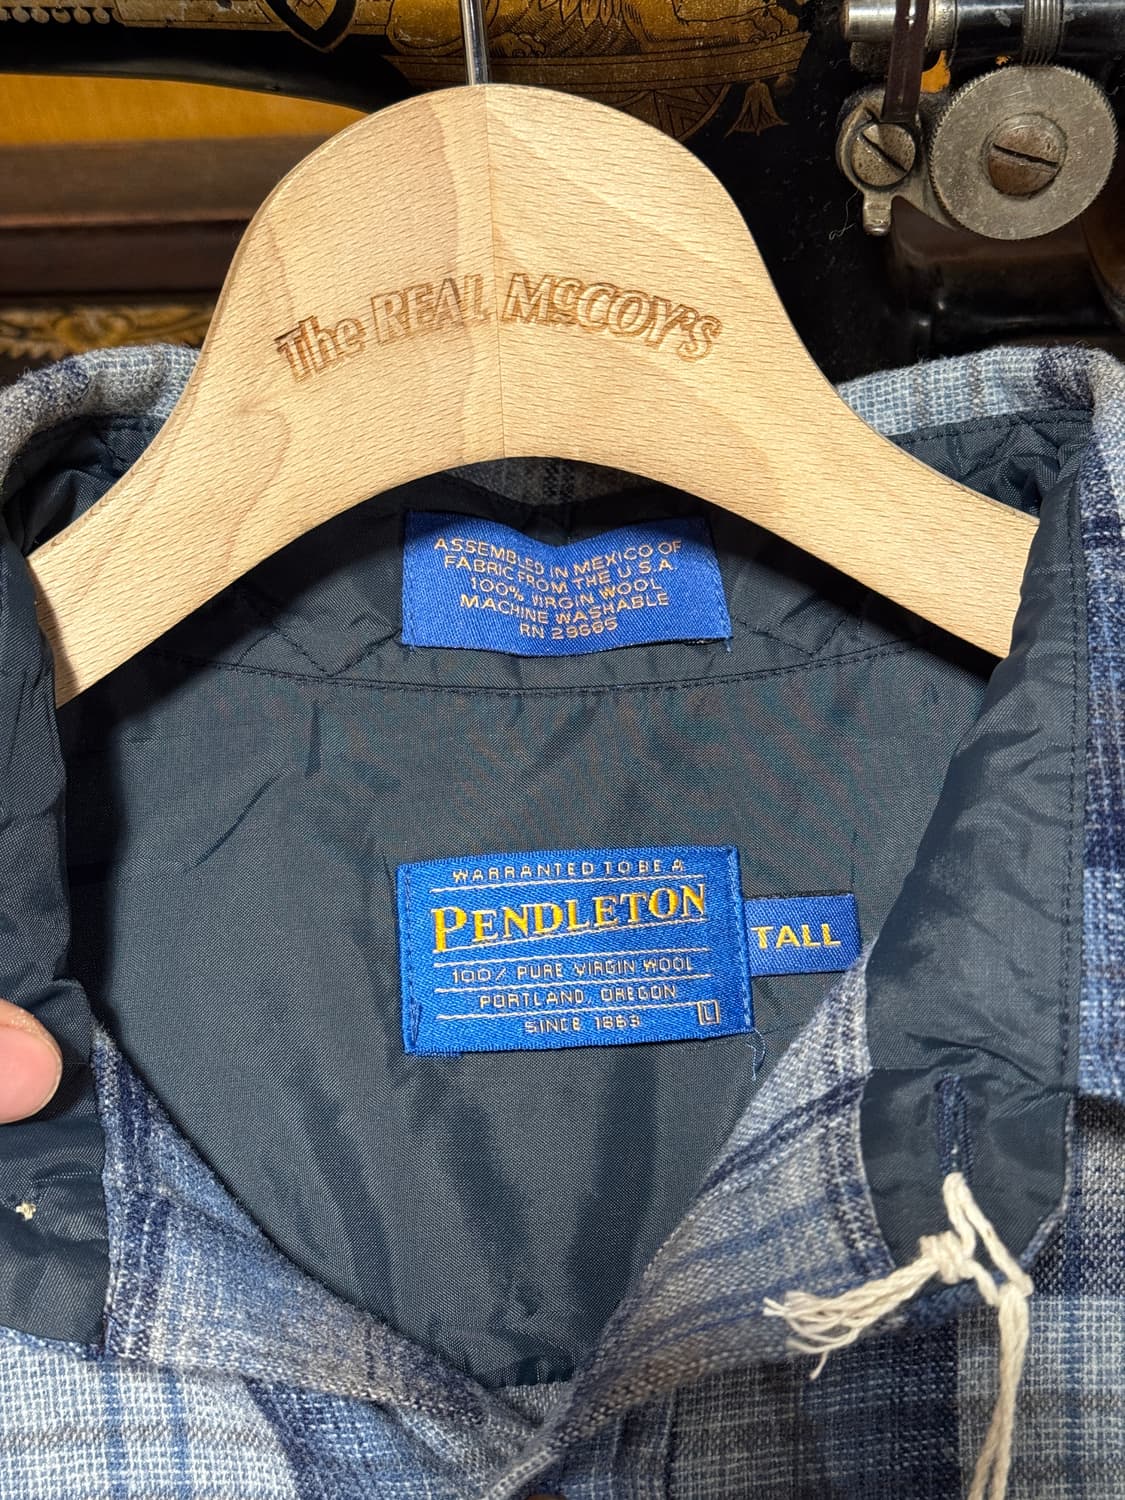 The REAL McCOY'S
ASSEMBLED IN MEXICO OF
FABRIC FROM THE U.S.A.
100% VIRGIN WOOL
MACHINE WASHABLE
RN 29685
WARRANTED TO BE A
PENDLETON
100% PURE VIRGIN WOOL
PORTLAND, OREGON
SINCE 1863
L
TALL